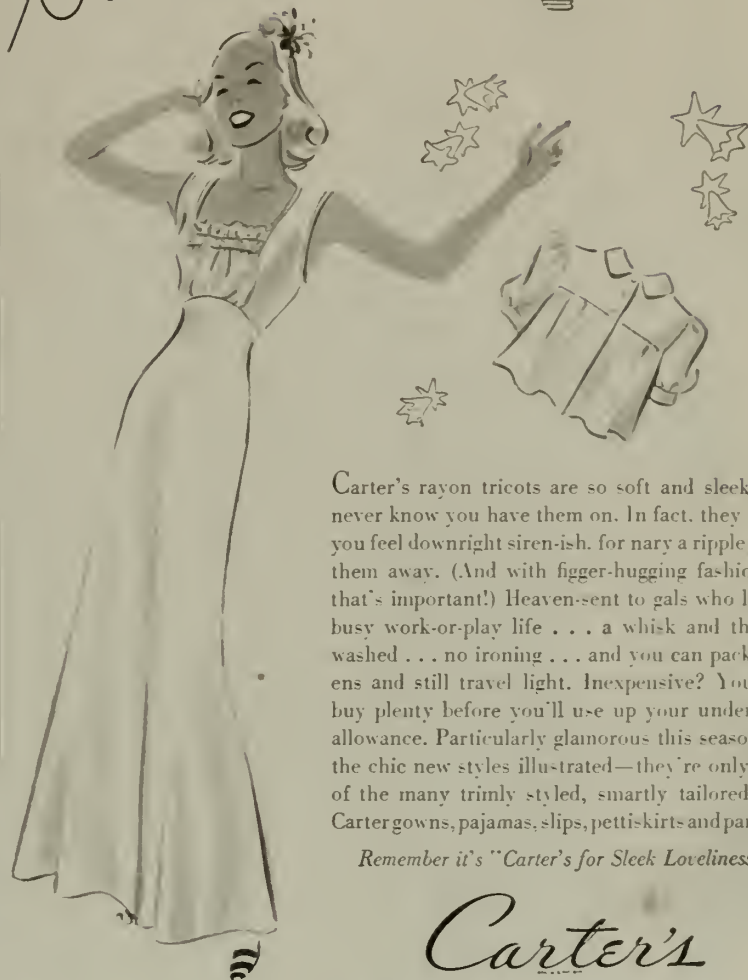 Carter's rayon tricots are so soft and sleek
never know you have them on. In fact, they
you feel downright siren-ish, for nary a ripple
them away. (And with figger-hugging fashio
that's important!) Heaven-sent to gals who l
busy work-or-play life . . . a whisk and th
washed . . . no ironing . . . and you can pack
ens and still travel light. Inexpensive? You
buy plenty before you'll use up your under
allowance. Particularly glamorous this seaso
the chic new styles illustrated—they're only
of the many trimly styled, smartly tailored
Carter gowns, pajamas, slips, petti-skirts and pan
Remember it's "Carter's for Sleek Loveliness
Carter's